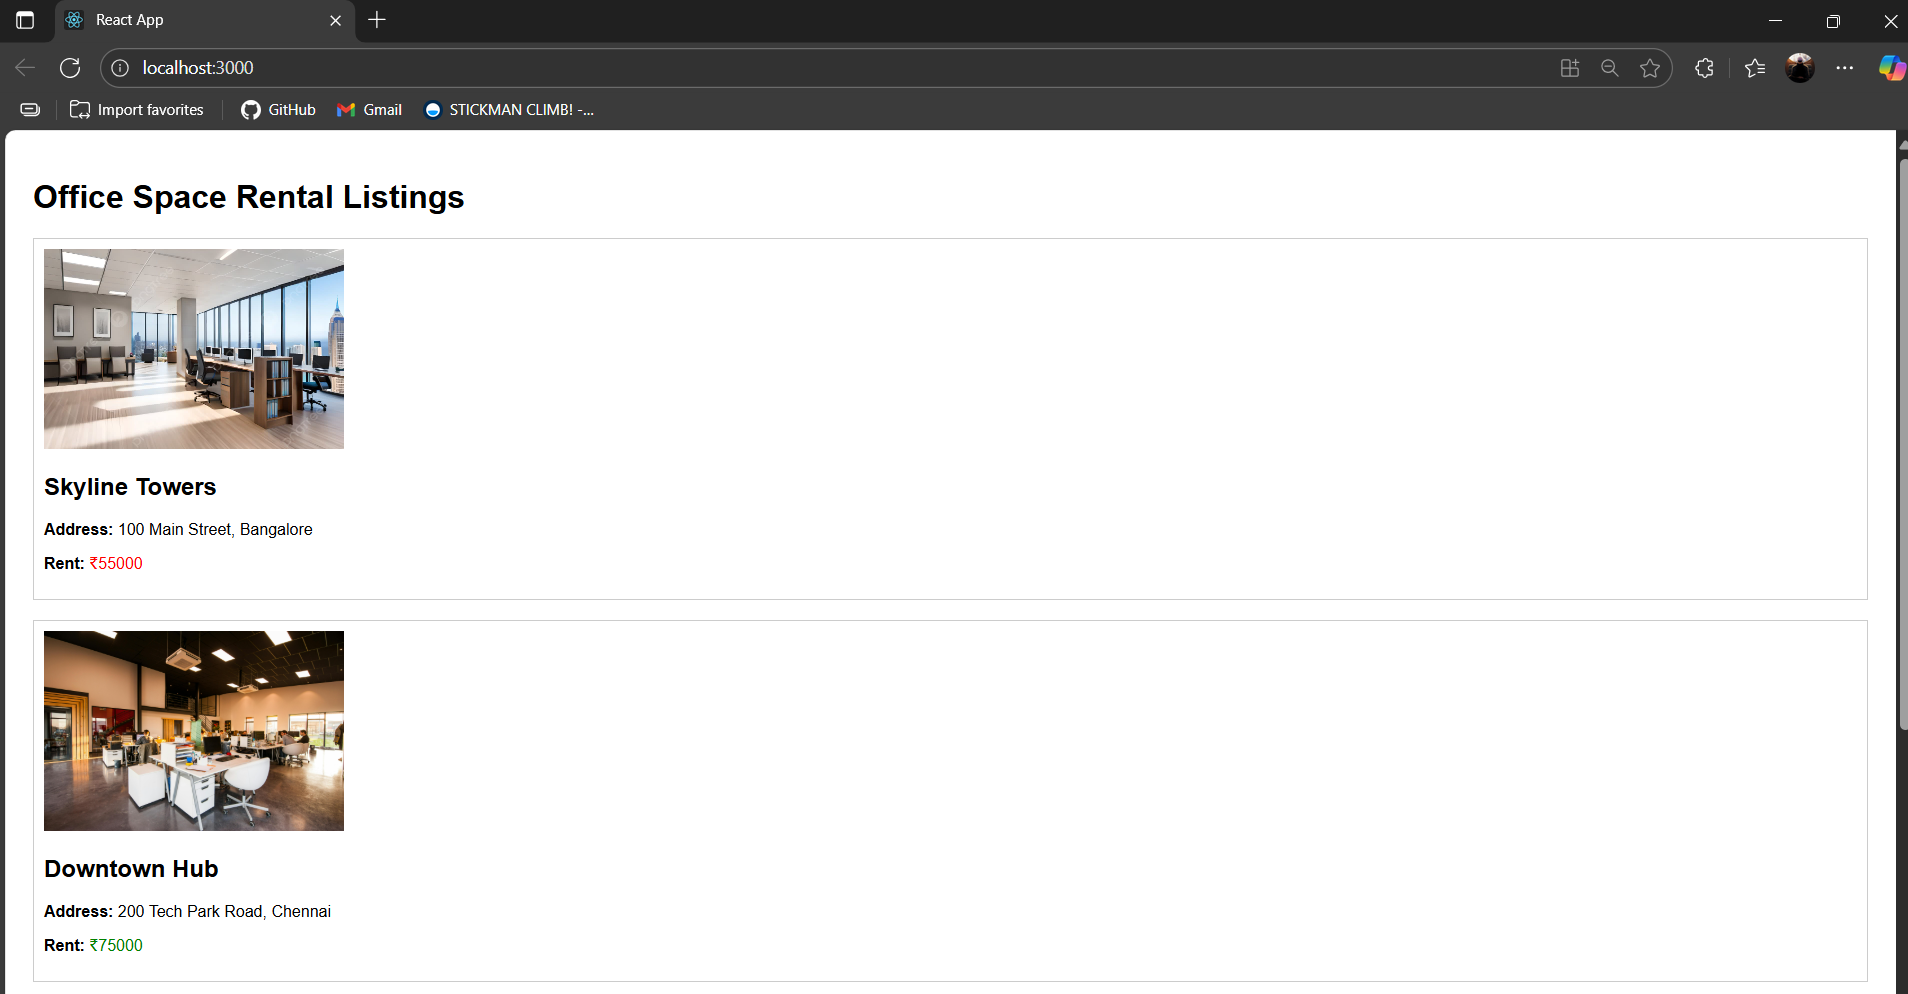 React App
localhost:3000
Import favorites
GitHub
Gmail
STICKMAN CLIMB! -...
Office Space Rental Listings
Skyline Towers
Address: 100 Main Street, Bangalore
Rent: ₹55000
Downtown Hub
Address: 200 Tech Park Road, Chennai
Rent: ₹75000